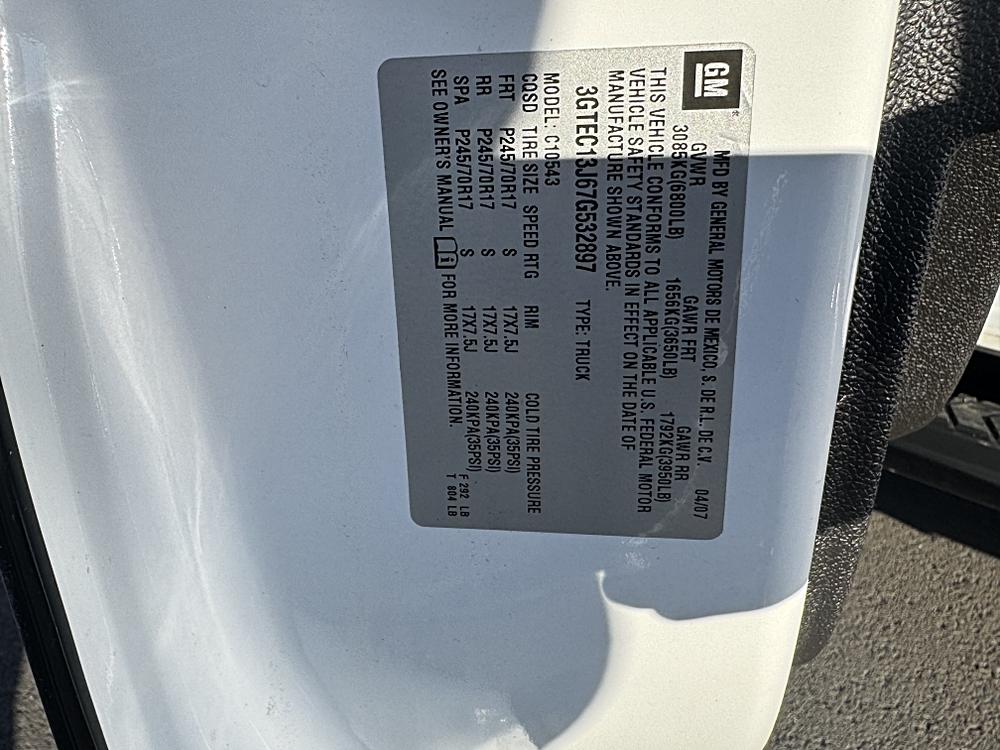 GM
MFD BY GENERAL MOTORS DE MEXICO, S. DE R.L. DE C.V. 04/07
GVWR GAWR FRT GAWR RR
3085KG(6800LB) 1656KG(3650LB) 1792KG(3950LB)
THIS VEHICLE CONFORMS TO ALL APPLICABLE U.S. FEDERAL MOTOR
VEHICLE SAFETY STANDARDS IN EFFECT ON THE DATE OF
MANUFACTURE SHOWN ABOVE.
3GTEC13J67G532897 TYPE: TRUCK
MODEL: C10543
CQSD TIRE SIZE SPEED RTG RIM COLD TIRE PRESSURE
FRT P245/70R17 S 17X7.5J 240KPA(35PSI)
RR P245/70R17 S 17X7.5J 240KPA(35PSI)
SPA P245/70R17 S 17X7.5J 240KPA(35PSI)
SEE OWNER'S MANUAL FOR MORE INFORMATION.
F 292 LB
T 804 LB